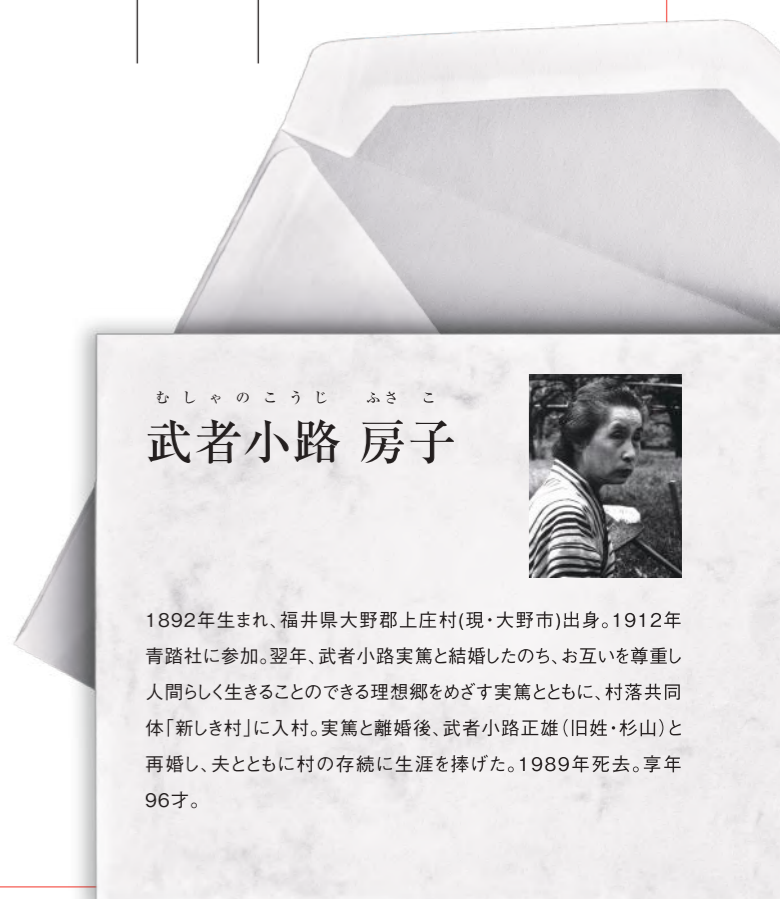 むしゃのこうじ ふさこ
武者小路 房子
1892年生まれ、福井県大野郡上庄村(現・大野市)出身。1912年
青踏社に参加。翌年、武者小路実篤と結婚したのち、お互いを尊重し
人間らしく生きることのできる理想郷をめざす実篤とともに、村落共同
体「新しき村」に入村。実篤と離婚後、武者小路正雄（旧姓・杉山）と
再婚し、夫とともに村の存続に生涯を捧げた。1989年死去。享年
96才。